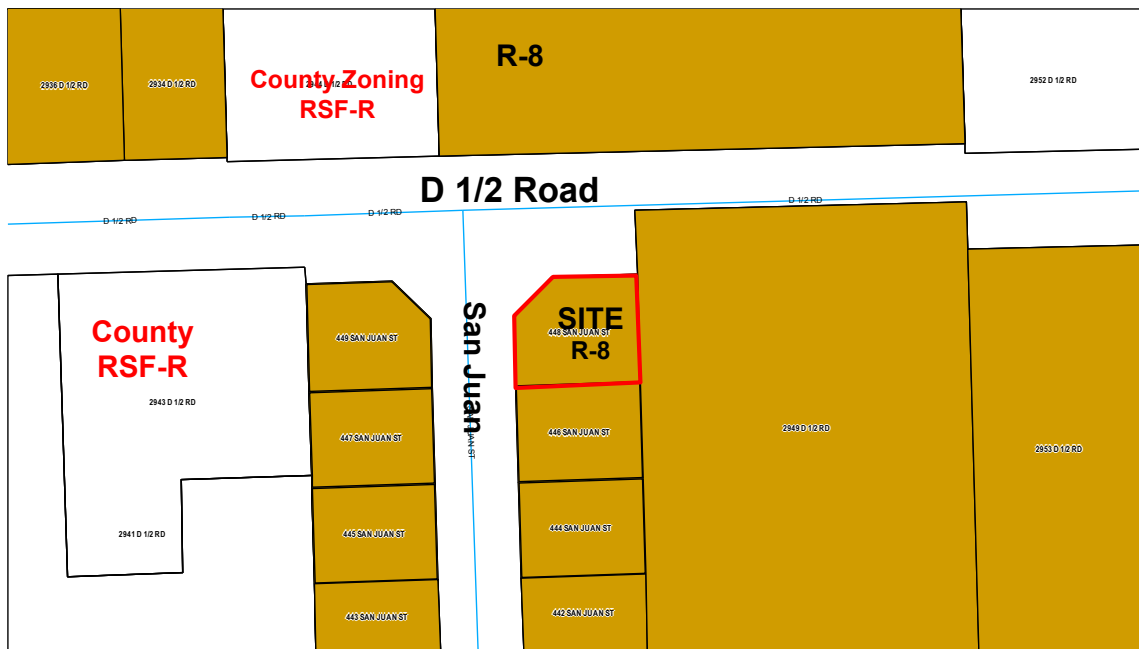 R-8
County Zoning
RSF-R
2936 D 1/2 RD
2934 D 1/2 RD
2952 D 1/2 RD
D 1/2 Road
D 1/2 RD
D 1/2 RD
D 1/2 RD
D 1/2 RD
County
RSF-R
2943 D 1/2 RD
2941 D 1/2 RD
449 SAN JUAN ST
447 SAN JUAN ST
445 SAN JUAN ST
443 SAN JUAN ST
San Juan
SITE
448 SAN JUAN ST
R-8
446 SAN JUAN ST
444 SAN JUAN ST
442 SAN JUAN ST
2949 D 1/2 RD
2953 D 1/2 RD